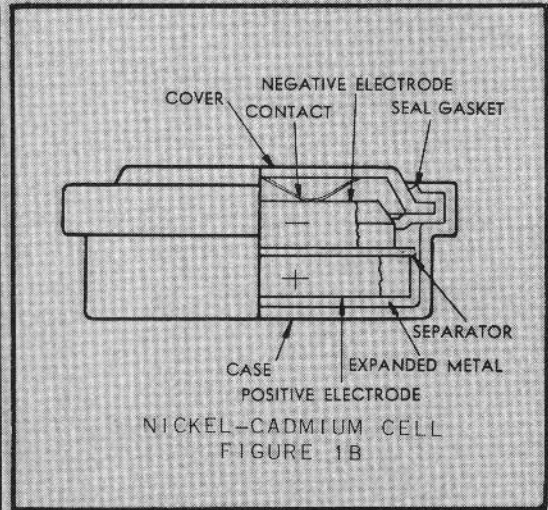 NEGATIVE ELECTRODE
COVER
CONTACT
SEAL GASKET
−
+
SEPARATOR
EXPANDED METAL
CASE
POSITIVE ELECTRODE
NICKEL-CADMIUM CELL
FIGURE 1B